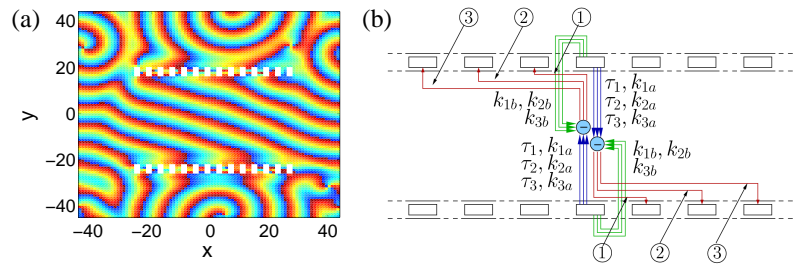 (a)
40
20
0
−20
−40
y
−40 −20 0 20 40
x
(b)
③ ② ①
k1b, k2b
k3b
τ1, k1a
τ2, k2a
τ3, k3a
τ1, k1a
τ2, k2a
τ3, k3a
k1b, k2b
k3b
− −
① ② ③